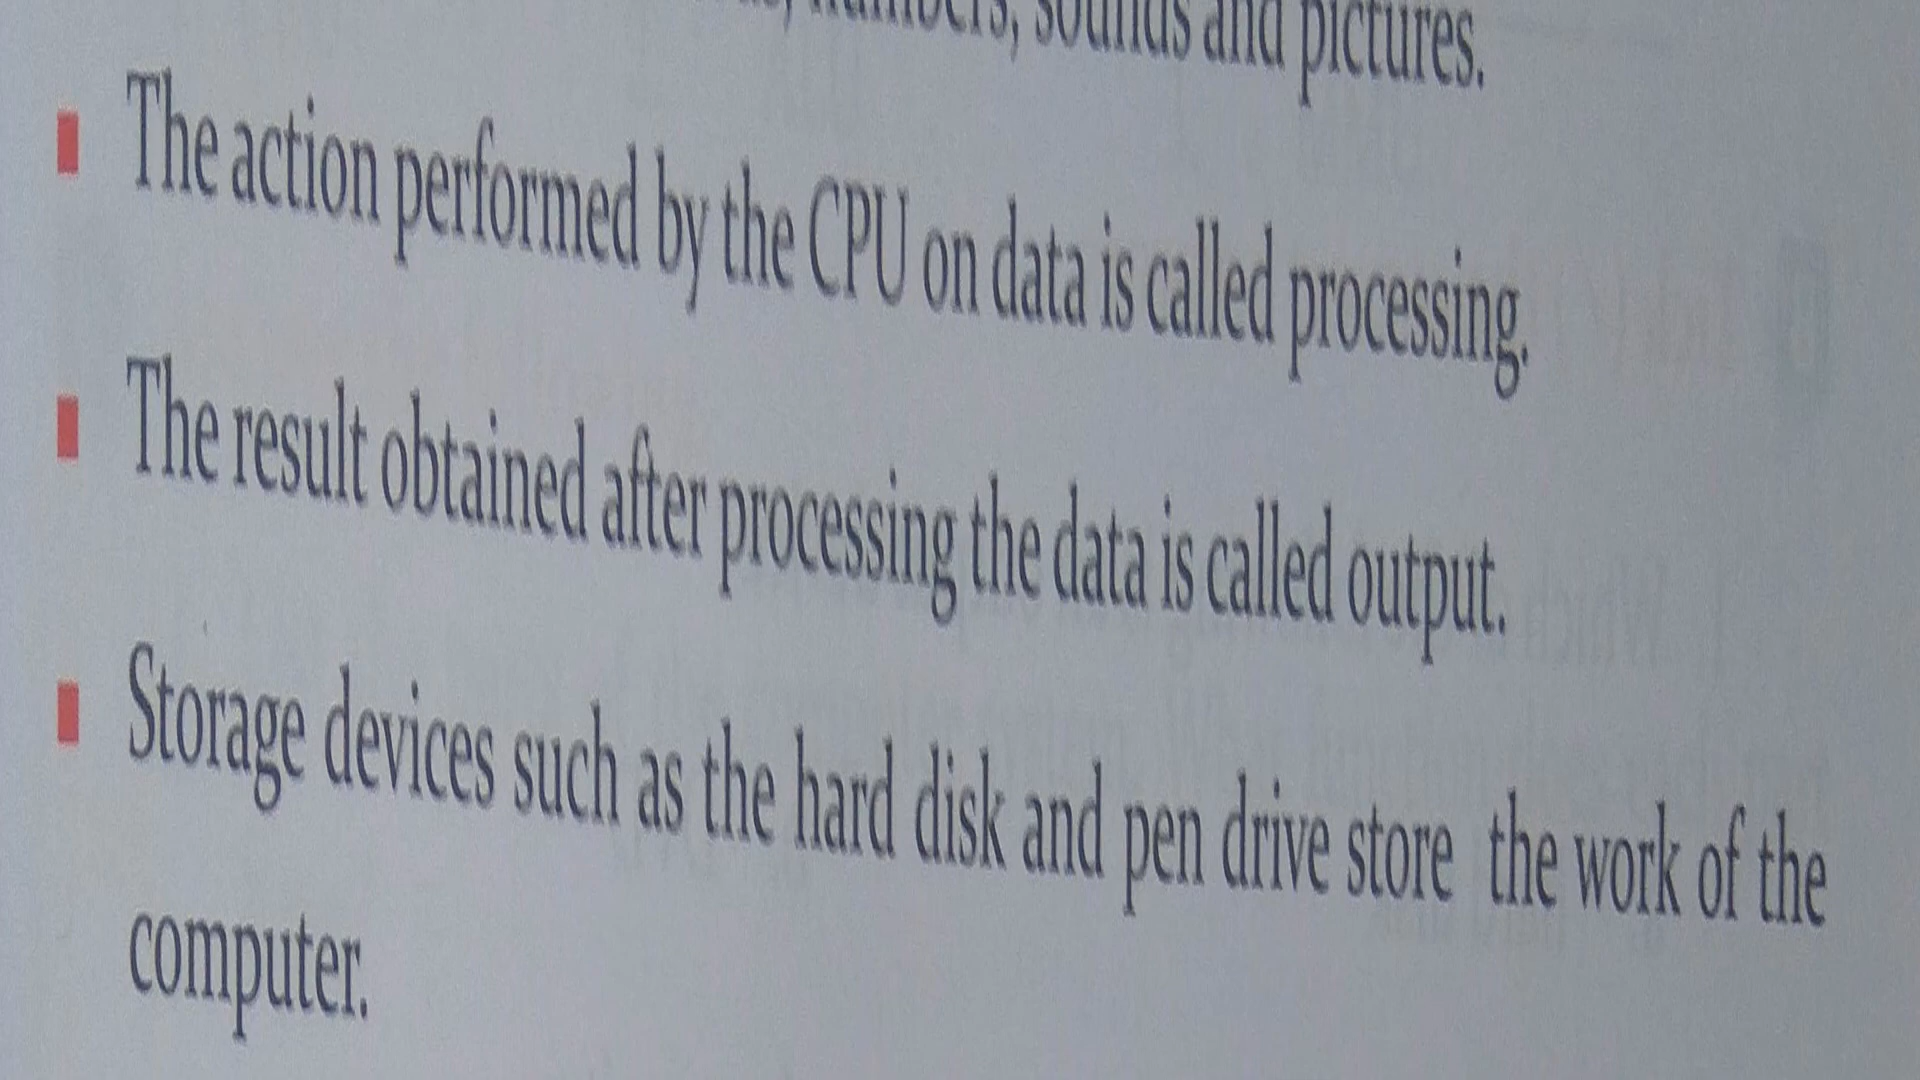 numbers, sounds and pictures.
The action performed by the CPU on data is called processing.
The result obtained after processing the data is called output.
Storage devices such as the hard disk and pen drive store the work of the
computer.